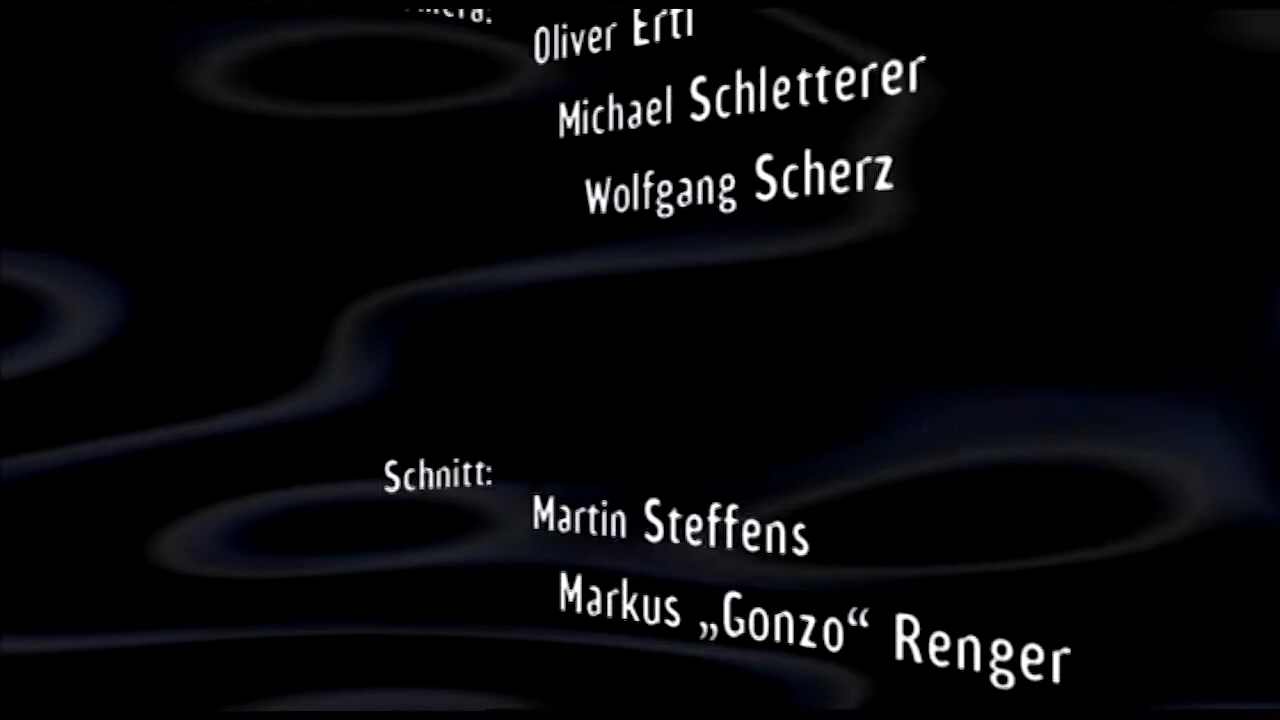 Oliver Ertl
Michael Schletterer
Wolfgang Scherz
Schnitt:
Martin Steffens
Markus „Gonzo“ Renger